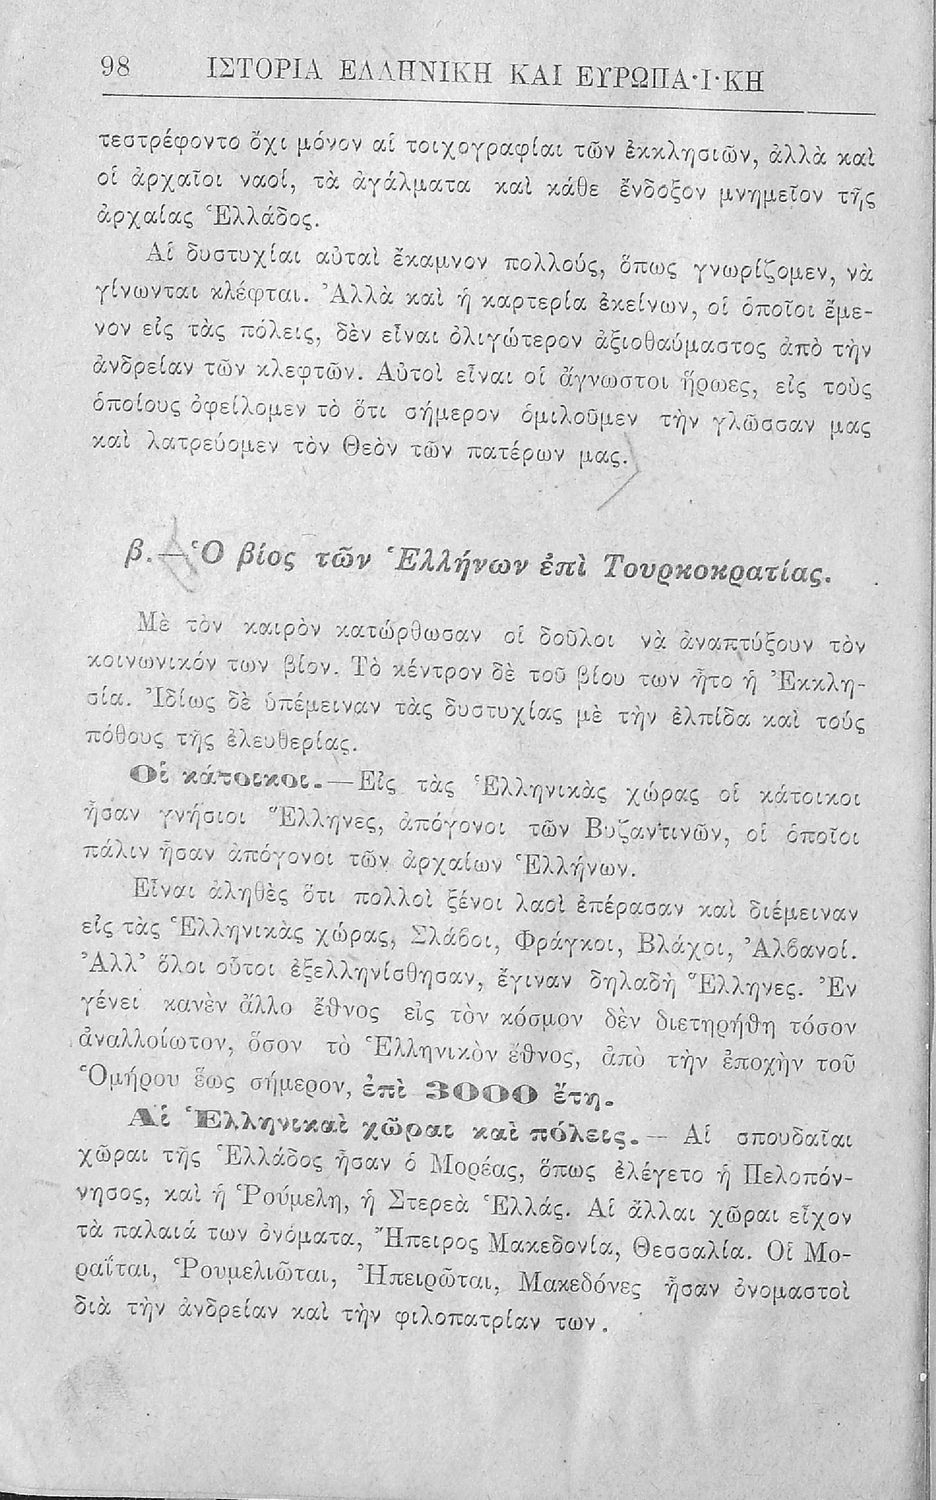 98 ΙΣΤΟΡΙΑ ΕΛΛΗΝΙΚΗ ΚΑΙ ΕΥΡΩΠΑ·Ι·ΚΗ
τεστρέφοντο ὄχι μόνον αἱ τοιχογραφίαι τῶν ἐκκλησιῶν, ἀλλὰ καὶ
οἱ ἀρχαῖοι ναοί, τὰ ἀγάλματα καὶ κάθε ἔνδοξον μνημεῖον τῆς
ἀρχαίας Ἑλλάδος.
Αἱ δυστυχίαι αὐταὶ ἔκαμνον πολλούς, ὅπως γνωρίζομεν, νὰ
γίνωνται κλέφται. Ἀλλὰ καὶ ἡ καρτερία ἐκείνων, οἱ ὁποῖοι ἔμε-
νον εἰς τὰς πόλεις, δὲν εἶναι ὀλιγώτερον ἀξιοθαύμαστος ἀπὸ τὴν
ἀνδρείαν τῶν κλεφτῶν. Αὐτοὶ εἶναι οἱ ἄγνωστοι ἥρωες, εἰς τοὺς
ὁποίους ὀφείλομεν τὸ ὅτι σήμερον ὁμιλοῦμεν τὴν γλῶσσαν μας
καὶ λατρεύομεν τὸν Θεὸν τῶν πατέρων μας.
β.—Ὁ βίος τῶν Ἑλλήνων ἐπὶ Τουρκοκρατίας.
Μὲ τὸν καιρὸν κατώρθωσαν οἱ δοῦλοι νὰ ἀναπτύξουν τὸν
κοινωνικόν των βίον. Τὸ κέντρον δὲ τοῦ βίου των ἦτο ἡ Ἐκκλη-
σία. Ἰδίως δὲ ὑπέμειναν τὰς δυστυχίας μὲ τὴν ἐλπίδα καὶ τοὺς
πόθους τῆς ἐλευθερίας.
Οἱ κάτοικοι.—Εἰς τὰς Ἑλληνικὰς χώρας οἱ κάτοικοι
ἦσαν γνήσιοι Ἕλληνες, ἀπόγονοι τῶν Βυζαντινῶν, οἱ ὁποῖοι
πάλιν ἦσαν ἀπόγονοι τῶν ἀρχαίων Ἑλλήνων.
Εἶναι ἀληθὲς ὅτι πολλοὶ ξένοι λαοὶ ἐπέρασαν καὶ διέμειναν
εἰς τὰς Ἑλληνικὰς χώρας, Σλάβοι, Φράγκοι, Βλάχοι, Ἀλβανοί.
Ἀλλ' ὅλοι οὗτοι ἐξελληνίσθησαν, ἔγιναν δηλαδὴ Ἕλληνες. Ἐν
γένει κανὲν ἄλλο ἔθνος εἰς τὸν κόσμον δὲν διετηρήθη τόσον
ἀναλλοίωτον, ὅσον τὸ Ἑλληνικὸν ἔθνος, ἀπὸ τὴν ἐποχὴν τοῦ
Ὁμήρου ἕως σήμερον, ἐπὶ 3000 ἔτη.
Αἱ Ἑλληνικαὶ χῶραι καὶ πόλεις.— Αἱ σπουδαῖαι
χῶραι τῆς Ἑλλάδος ἦσαν ὁ Μορέας, ὅπως ἐλέγετο ἡ Πελοπόν-
νησος, καὶ ἡ Ῥούμελη, ἡ Στερεὰ Ἑλλάς. Αἱ ἄλλαι χῶραι εἶχον
τὰ παλαιά των ὀνόματα, Ἤπειρος Μακεδονία, Θεσσαλία. Οἱ Μο-
ραΐται, Ῥουμελιῶται, Ἠπειρῶται, Μακεδόνες ἦσαν ὀνομαστοὶ
διὰ τὴν ἀνδρείαν καὶ τὴν φιλοπατρίαν των.